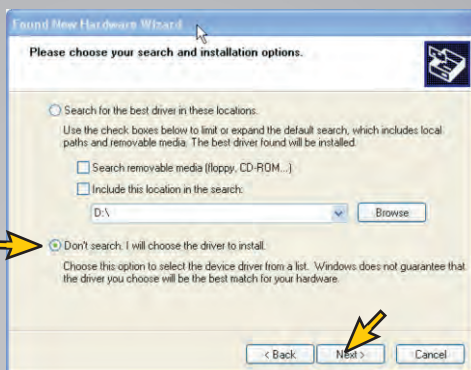 Found New Hardware Wizard
Please choose your search and installation options.
Search for the best driver in these locations.
Use the check boxes below to limit or expand the default search, which includes local
paths and removable media. The best driver found will be installed.
Search removable media (floppy, CD-ROM...)
Include this location in the search:
D:\
Browse
Don't search. I will choose the driver to install.
Choose this option to select the device driver from a list. Windows does not guarantee that
the driver you choose will be the best match for your hardware.
< Back
Next >
Cancel